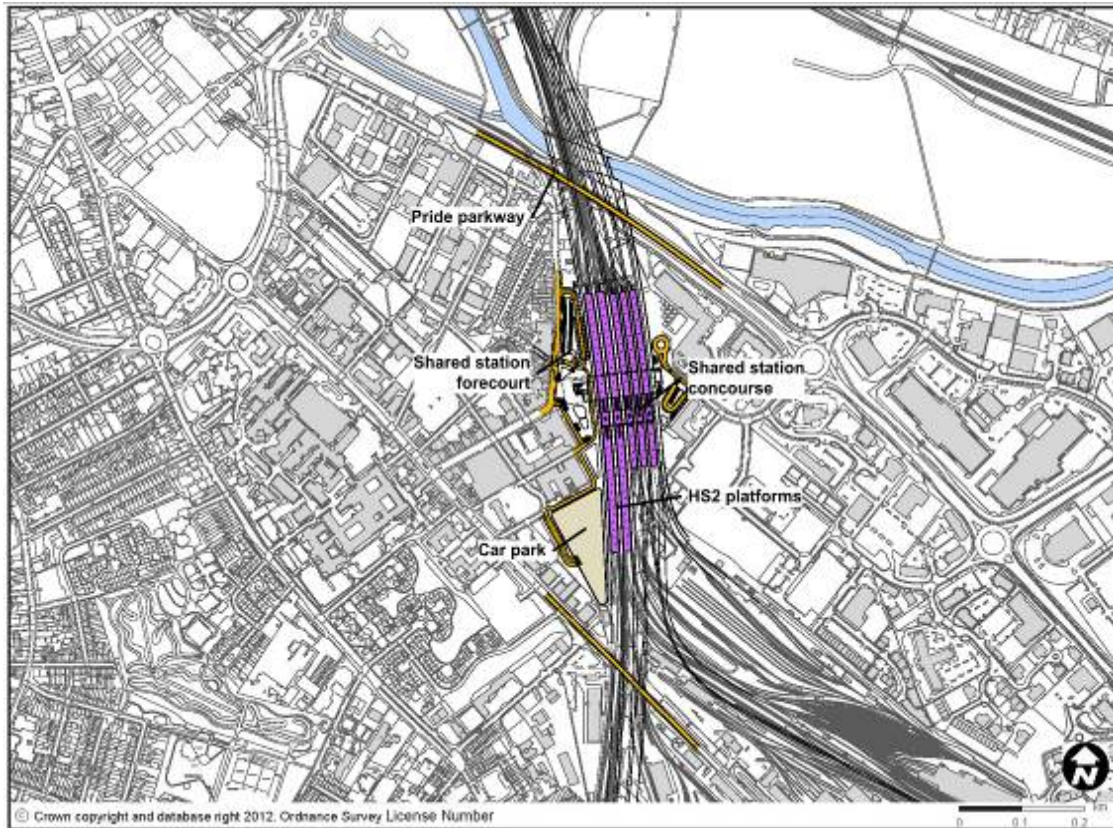 Pride parkway
Shared station
forecourt
Shared station
concourse
HS2 platforms
Car park
N
km
© Crown copyright and database right 2012. Ordnance Survey License Number
0 0.1 0.2